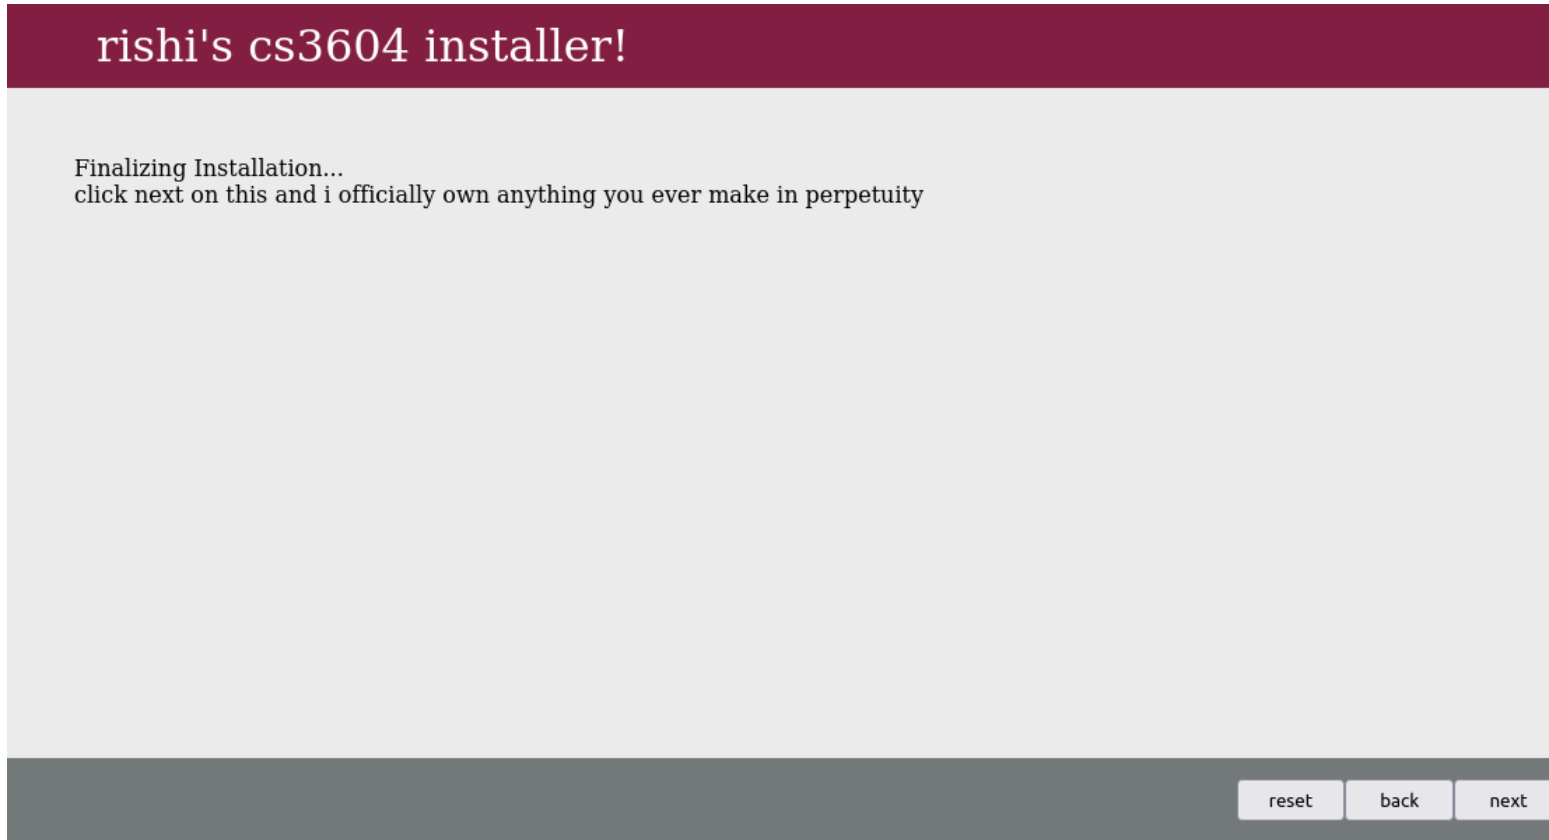 rishi's cs3604 installer!
Finalizing Installation...
click next on this and i officially own anything you ever make in perpetuity
reset back next